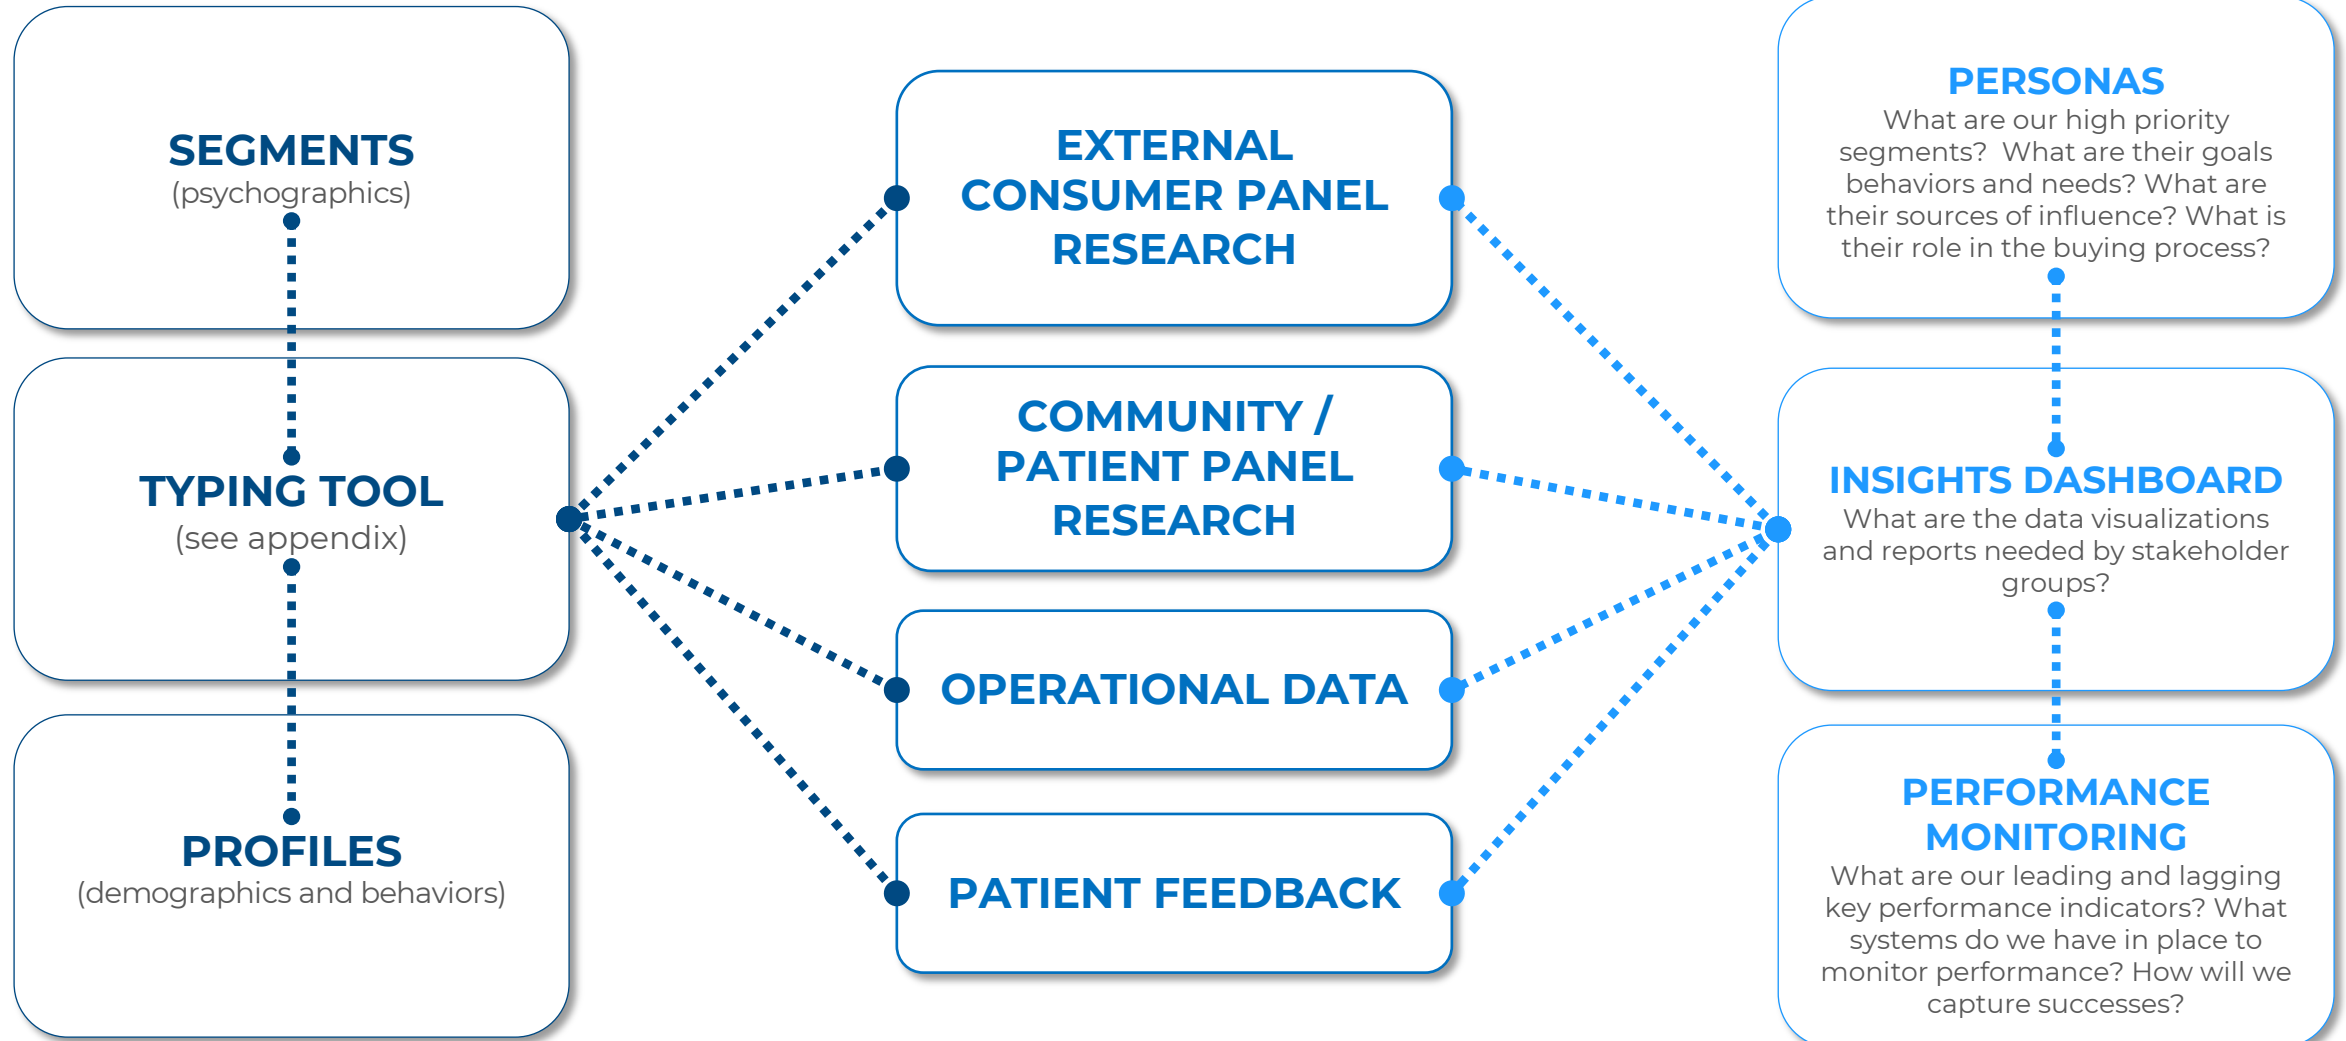 SEGMENTS
(psychographics)
TYPING TOOL
(see appendix)
PROFILES
(demographics and behaviors)
EXTERNAL
CONSUMER PANEL
RESEARCH
COMMUNITY /
PATIENT PANEL
RESEARCH
OPERATIONAL DATA
PATIENT FEEDBACK
PERSONAS
What are our high priority
segments?  What are their goals
behaviors and needs? What are
their sources of influence? What is
their role in the buying process?
INSIGHTS DASHBOARD
What are the data visualizations
and reports needed by stakeholder
groups?
PERFORMANCE
MONITORING
What are our leading and lagging
key performance indicators? What
systems do we have in place to
monitor performance? How will we
capture successes?